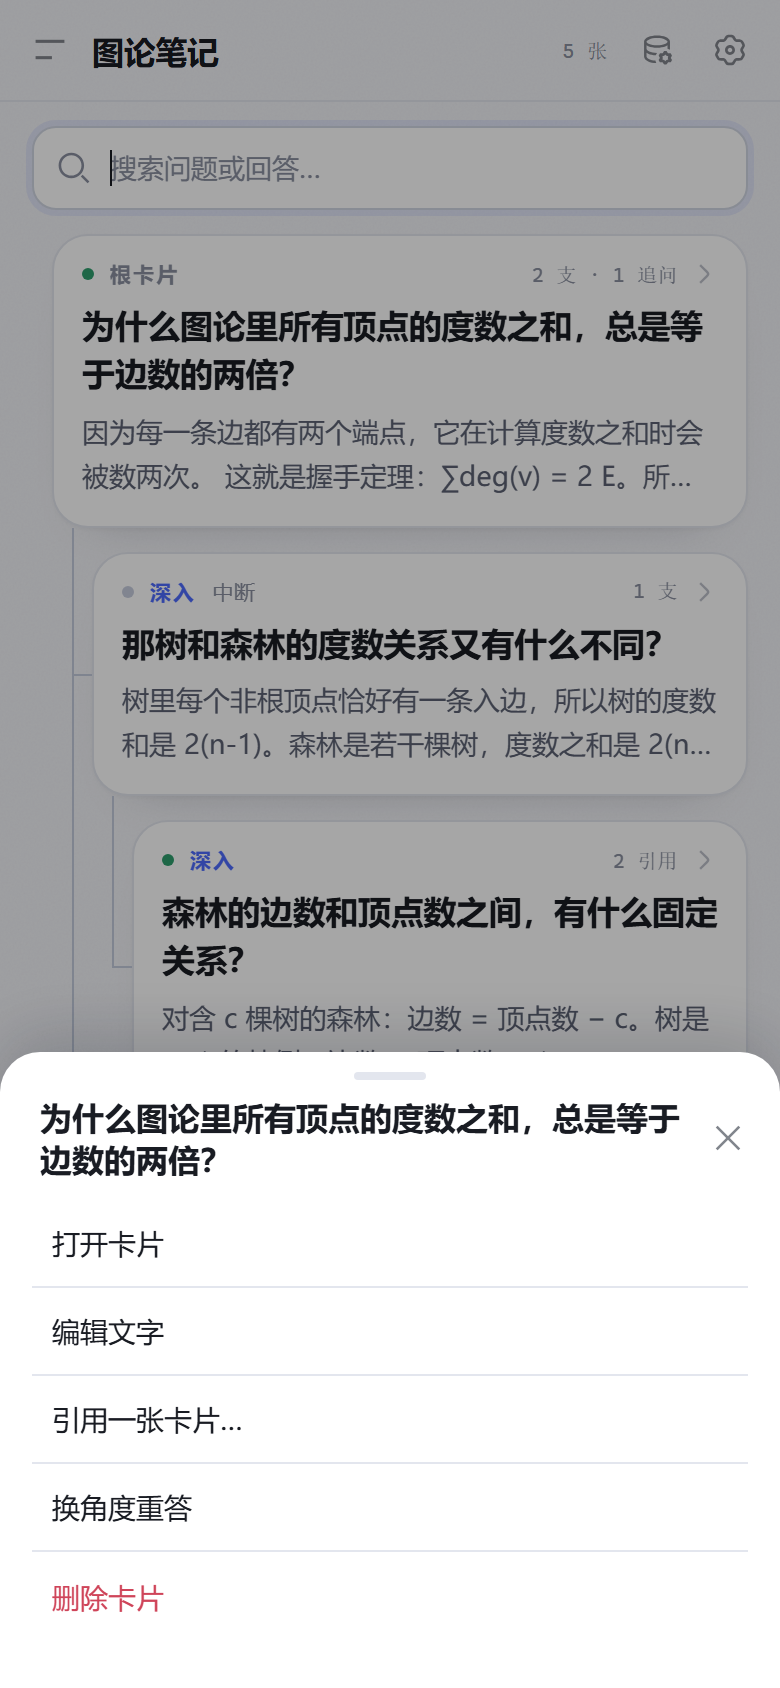 图论笔记
5 张
搜索问题或回答...
根卡片
2 支 · 1 追问
为什么图论里所有顶点的度数之和，总是等
于边数的两倍？
因为每一条边都有两个端点，它在计算度数之和时会
被数两次。 这就是握手定理：∑deg(v) = 2 E。所...
深入 中断
1 支
那树和森林的度数关系又有什么不同？
树里每个非根顶点恰好有一条入边，所以树的度数
和是 2(n-1)。森林是若干棵树，度数之和是 2(n...
深入
2 引用
森林的边数和顶点数之间，有什么固定
关系？
对含 c 棵树的森林：边数 = 顶点数 − c。树是
为什么图论里所有顶点的度数之和，总是等于
边数的两倍？
打开卡片
编辑文字
引用一张卡片...
换角度重答
删除卡片